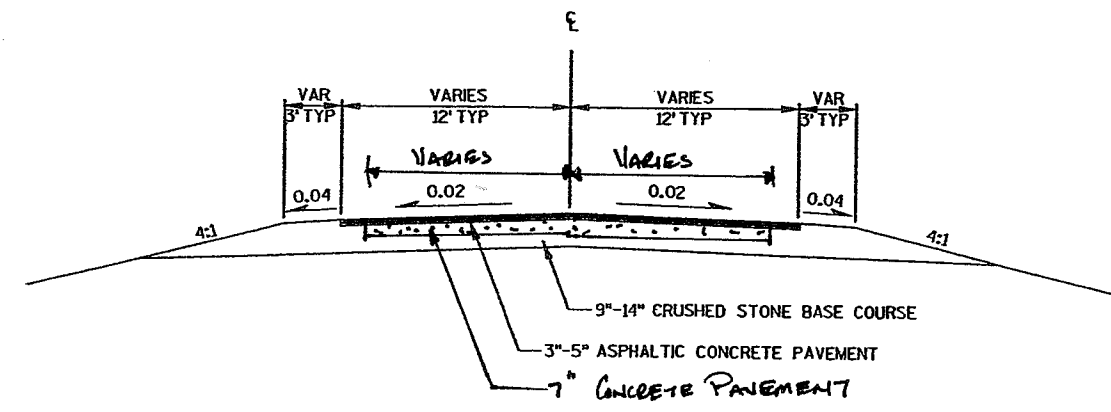 ℄
VAR VARIES VARIES VAR
3' TYP 12' TYP 12' TYP 3' TYP
VARIES VARIES
0.04 0.02 0.02 0.04
4:1 4:1
9"-14" CRUSHED STONE BASE COURSE
3"-5" ASPHALTIC CONCRETE PAVEMENT
7" CONCRETE PAVEMENT